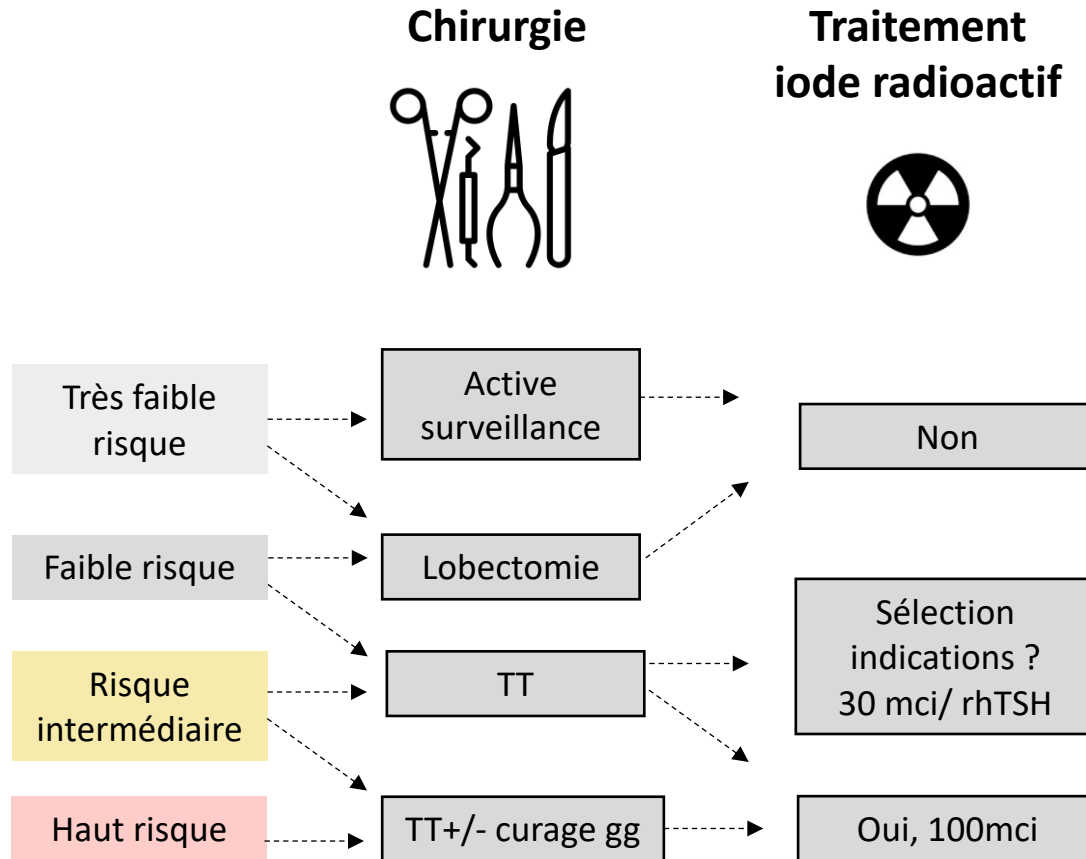 Chirurgie
Traitement
iode radioactif
Très faible
risque
Active
surveillance
Non
Faible risque
Lobectomie
Sélection
indications ?
30 mci/ rhTSH
Risque
intermédiaire
TT
Haut risque
TT+/- curage gg
Oui, 100mci